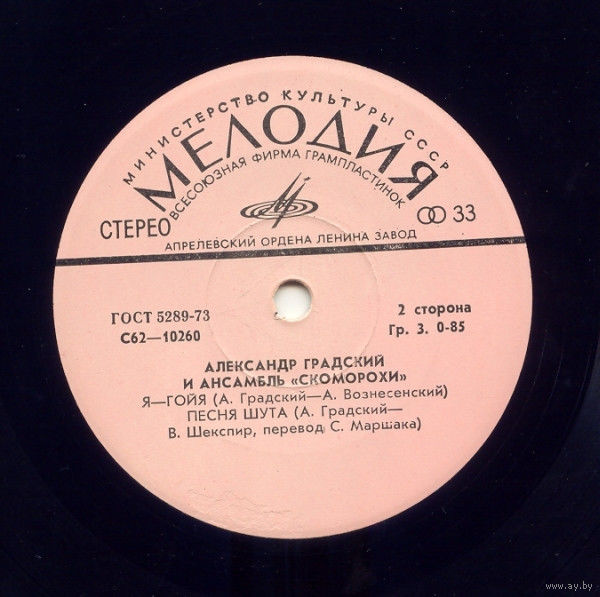 МИНИСТЕРСТВО КУЛЬТУРЫ СССР
МЕЛОДИЯ
ВСЕСОЮЗНАЯ ФИРМА ГРАМПЛАСТИНОК
СТЕРЕО
33
АПРЕЛЕВСКИЙ ОРДЕНА ЛЕНИНА ЗАВОД
ГОСТ 5289-73
2 сторона
С62—10260
Гр. 3. 0-85
АЛЕКСАНДР ГРАДСКИЙ
И АНСАМБЛЬ «СКОМОРОХИ»
Я—ГОЙЯ (А. Градский—А. Вознесенский)
ПЕСНЯ ШУТА (А. Градский—
В. Шекспир, перевод С. Маршака)
www.ay.by